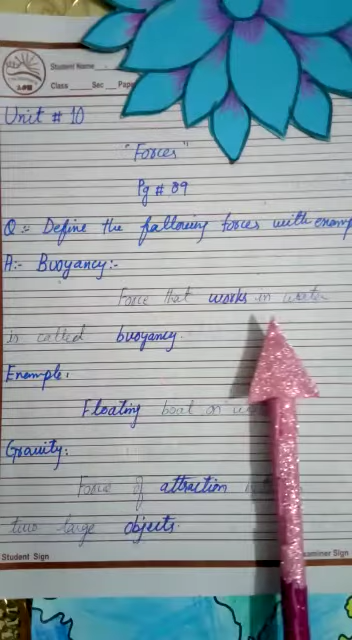 Student Name
Class Sec Pape
Unit # 10
"Forces"
Pg # 89
Q:- Define the following forces with examp
A:- Buoyancy:-
Force that works in water
is called buoyancy.
Example:
Floating boat on
Gravity:
Force of attraction
two large objects.
Student Sign
xaminer Sign